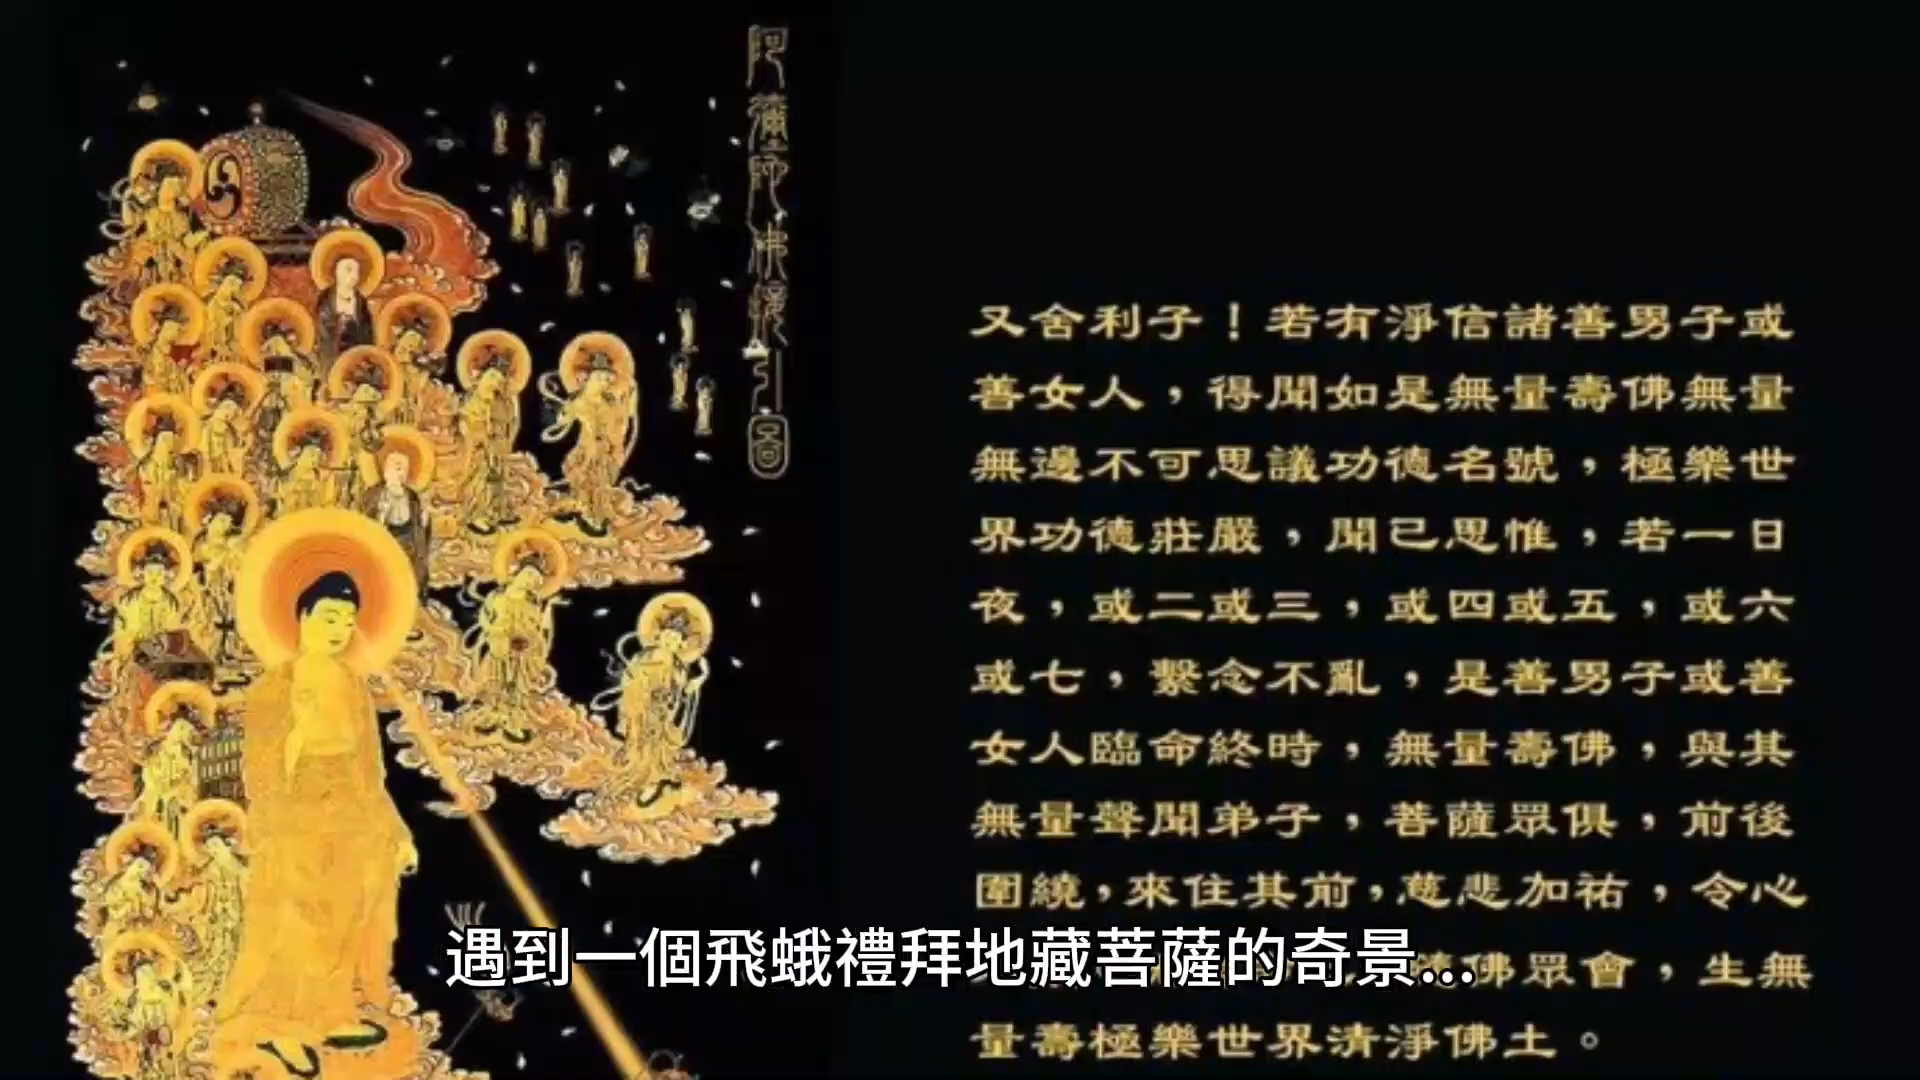 阿彌陀佛接引圖
又舍利子！若有淨信諸善男子或
善女人，得聞如是無量壽佛無量
無邊不可思議功德名號，極樂世
界功德莊嚴，聞已思惟，若一日
夜，或二或三，或四或五，或六
或七，繫念不亂，是善男子或善
女人臨命終時，無量壽佛，與其
無量聲聞弟子，菩薩眾俱，前後
圍繞，來住其前，慈悲加祐，令心
佛眾會，生無
量壽極樂世界清淨佛土。
遇到一個飛蛾禮拜地藏菩薩的奇景...